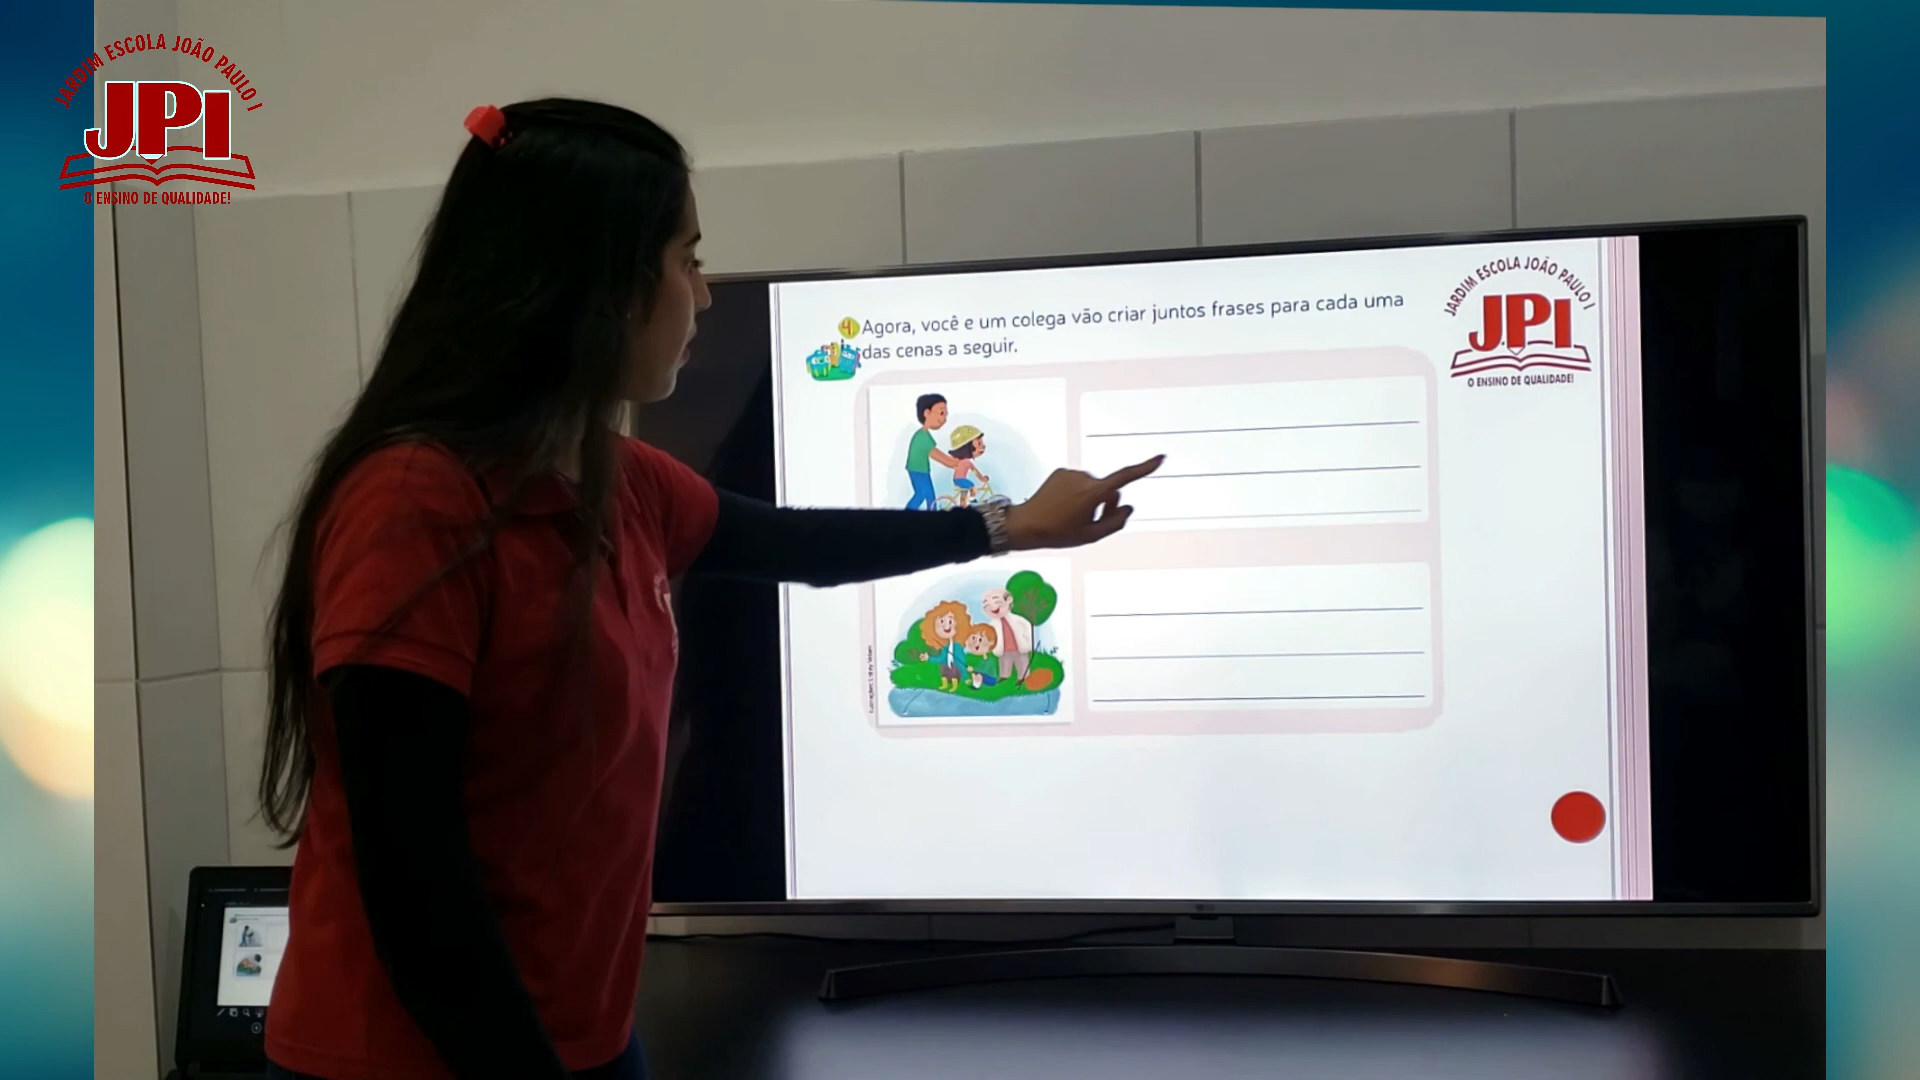 JARDIM ESCOLA JOÃO PAULO I
JPI
O ENSINO DE QUALIDADE!
4 Agora, você e um colega vão criar juntos frases para cada uma
das cenas a seguir.
JARDIM ESCOLA JOÃO PAULO I
JPI
O ENSINO DE QUALIDADE!